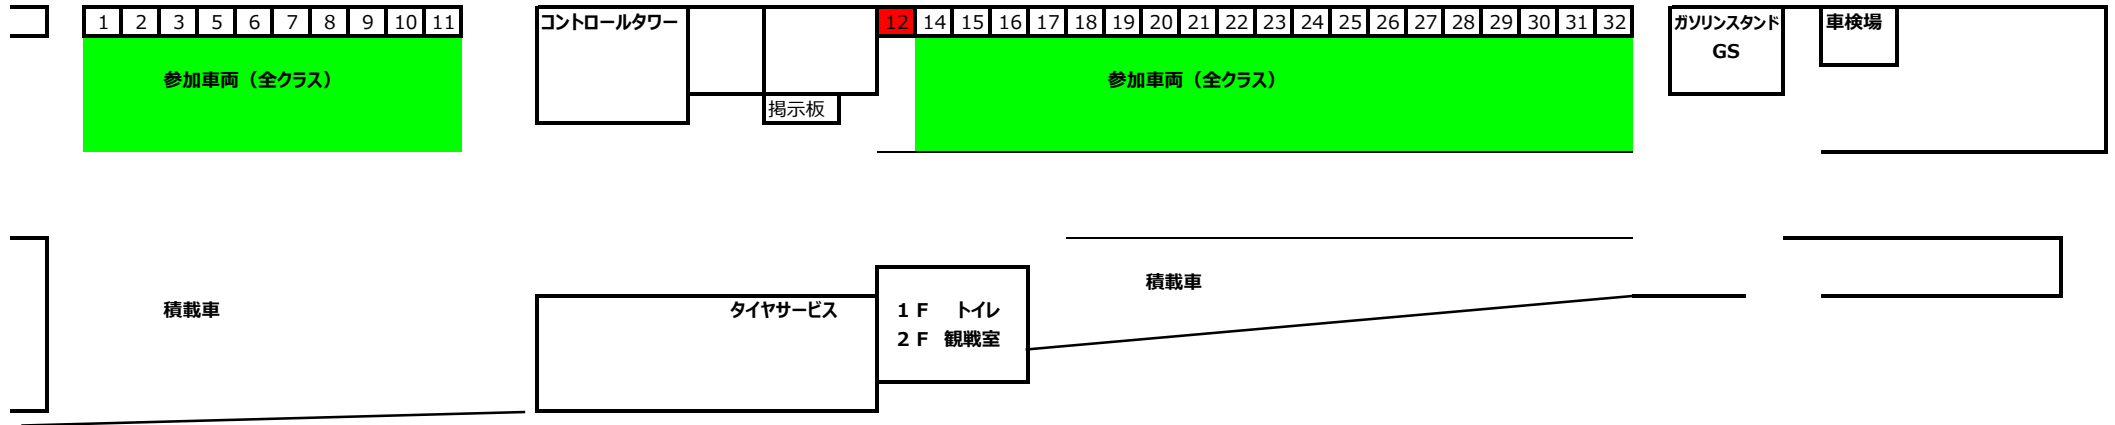 1 2 3 5 6 7 8 9 10 11
コントロールタワー
12 14 15 16 17 18 19 20 21 22 23 24 25 26 27 28 29 30 31 32
ガソリンスタンド
GS
車検場
参加車両（全クラス）
参加車両（全クラス）
掲示板
積載車
タイヤサービス
１Ｆ　トイレ
２Ｆ 観戦室
積載車